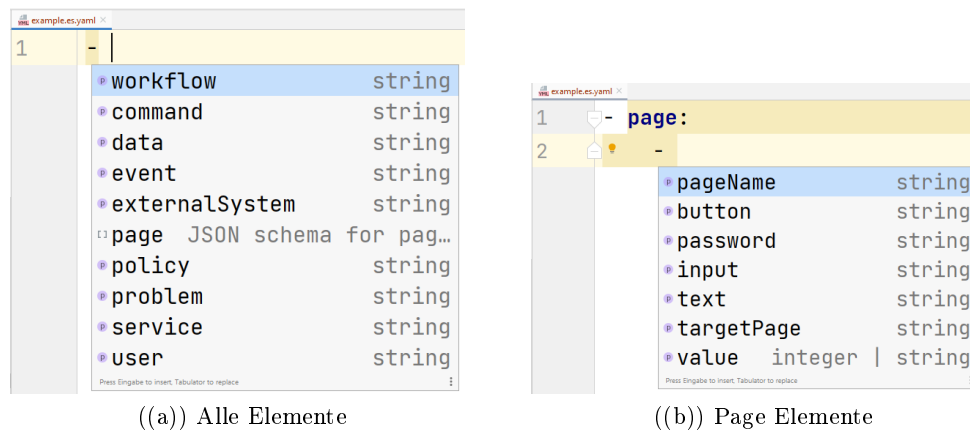 example.es.yaml ×
1 -
workflow string
command string
data string
event string
externalSystem string
page JSON schema for pag…
policy string
problem string
service string
user string
Press Eingabe to insert, Tabulator to replace
((a)) Alle Elemente
example.es.yaml ×
1 - page:
2 -
pageName string
button string
password string
input string
text string
targetPage string
value integer | string
Press Eingabe to insert, Tabulator to replace
((b)) Page Elemente